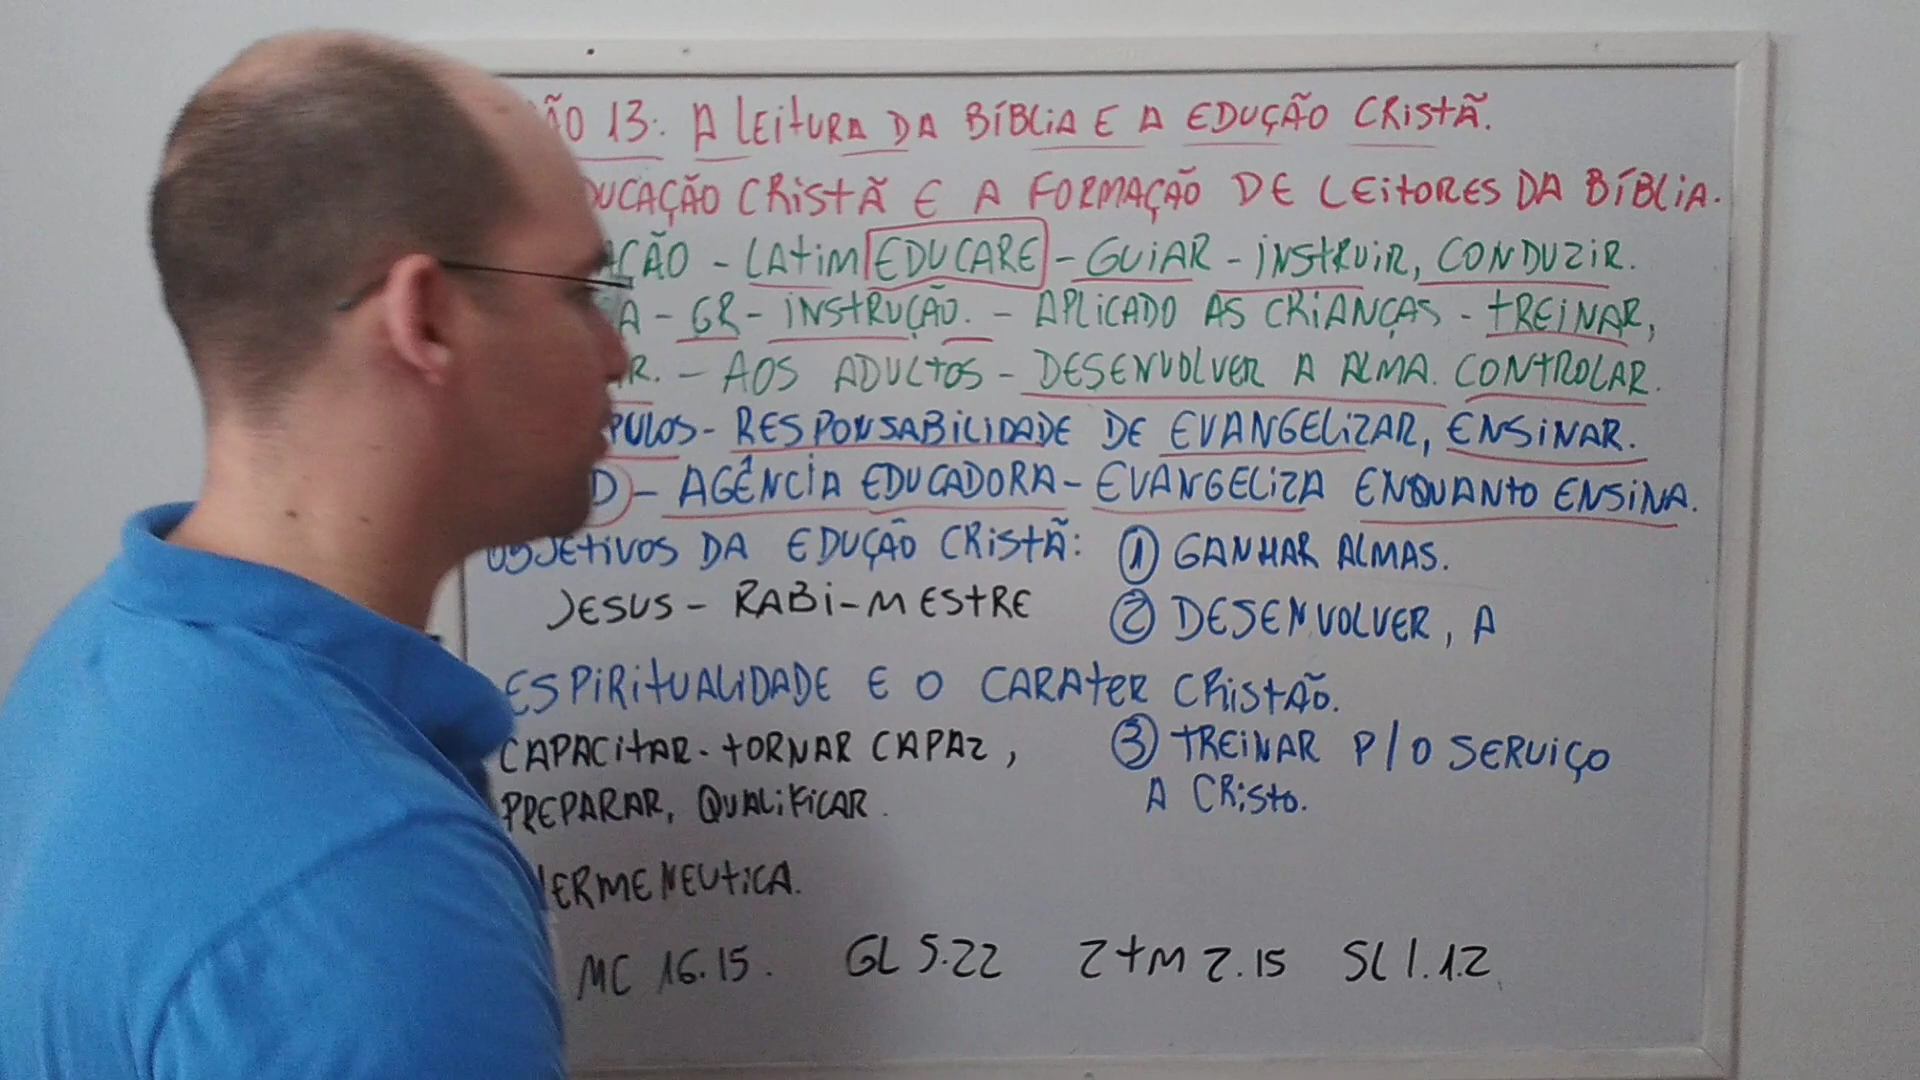 ÃO 13. A LEITURA DA BÍBLIA E A EDUÇÃO CRISTÃ.
DUCAÇÃO CRISTÃ E A FORMAÇÃO DE LEITORES DA BÍBLIA.
AÇÃO - LATIM EDUCARE - GUIAR - INSTRUIR, CONDUZIR.
A - GR - INSTRUÇÃO. - APLICADO AS CRIANÇAS - TREINAR,
R. - AOS ADULTOS - DESENVOLVER A ALMA. CONTROLAR.
PULOS - RESPONSABILIDADE DE EVANGELIZAR, ENSINAR.
D - AGÊNCIA EDUCADORA - EVANGELIZA ENQUANTO ENSINA.
OBJETIVOS DA EDUÇÃO CRISTÃ: 1 GANHAR ALMAS.
JESUS - RABI - MESTRE 2 DESENVOLVER, A
ESPIRITUALIDADE E O CARATER CRISTÃO.
CAPACITAR - TORNAR CAPAZ, 3 TREINAR P/ O SERVIÇO
PREPARAR, QUALIFICAR. A CRISTO.
HERMENEUTICA.
MC 16.15. GL 5.22 2TM 2.15 SL 1.1.2